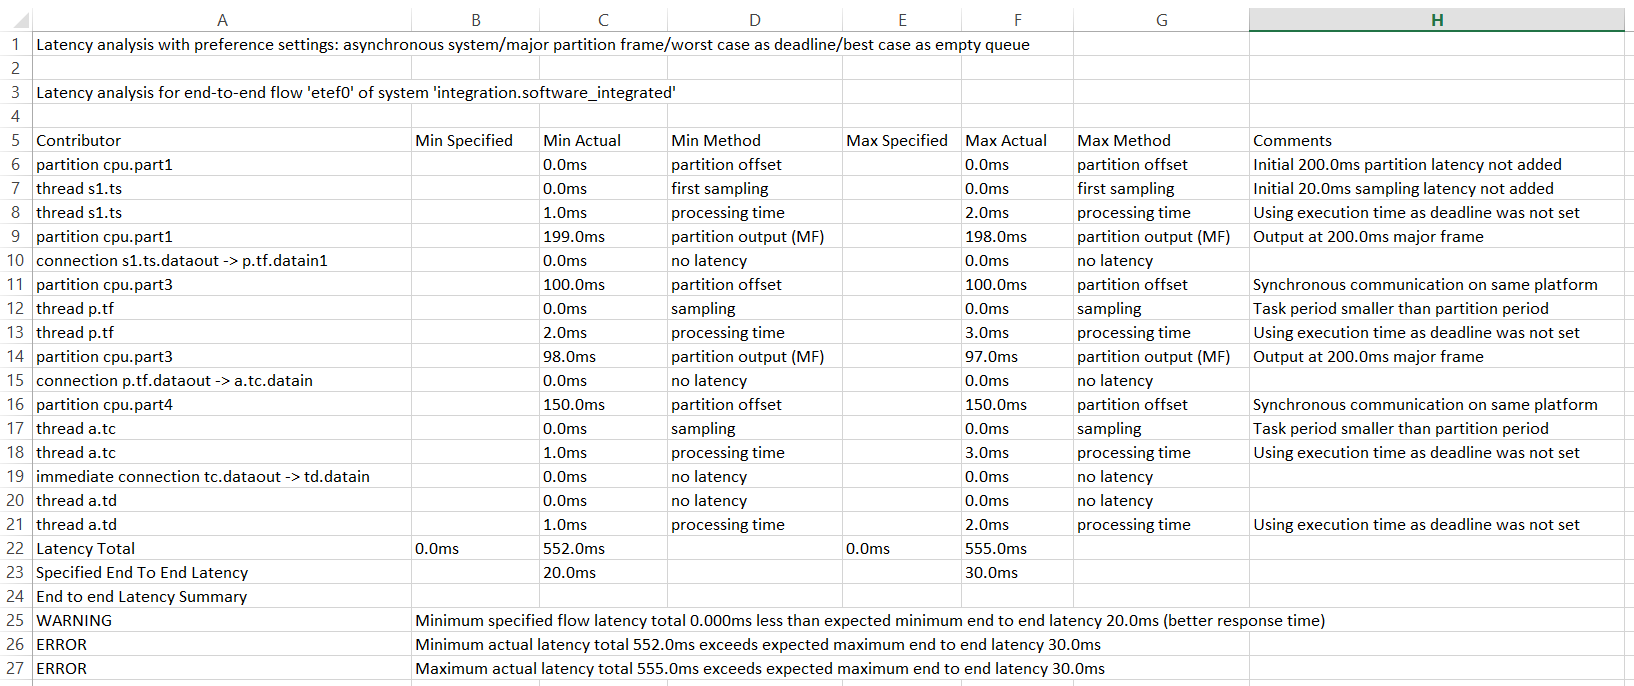 A B C D E F G H
1 Latency analysis with preference settings: asynchronous system/major partition frame/worst case as deadline/best case as empty queue
2
3 Latency analysis for end-to-end flow 'etef0' of system 'integration.software_integrated'
4
5 Contributor Min Specified Min Actual Min Method Max Specified Max Actual Max Method Comments
6 partition cpu.part1 0.0ms partition offset 0.0ms partition offset Initial 200.0ms partition latency not added
7 thread s1.ts 0.0ms first sampling 0.0ms first sampling Initial 20.0ms sampling latency not added
8 thread s1.ts 1.0ms processing time 2.0ms processing time Using execution time as deadline was not set
9 partition cpu.part1 199.0ms partition output (MF) 198.0ms partition output (MF) Output at 200.0ms major frame
10 connection s1.ts.dataout -> p.tf.datain1 0.0ms no latency 0.0ms no latency
11 partition cpu.part3 100.0ms partition offset 100.0ms partition offset Synchronous communication on same platform
12 thread p.tf 0.0ms sampling 0.0ms sampling Task period smaller than partition period
13 thread p.tf 2.0ms processing time 3.0ms processing time Using execution time as deadline was not set
14 partition cpu.part3 98.0ms partition output (MF) 97.0ms partition output (MF) Output at 200.0ms major frame
15 connection p.tf.dataout -> a.tc.datain 0.0ms no latency 0.0ms no latency
16 partition cpu.part4 150.0ms partition offset 150.0ms partition offset Synchronous communication on same platform
17 thread a.tc 0.0ms sampling 0.0ms sampling Task period smaller than partition period
18 thread a.tc 1.0ms processing time 3.0ms processing time Using execution time as deadline was not set
19 immediate connection tc.dataout -> td.datain 0.0ms no latency 0.0ms no latency
20 thread a.td 0.0ms no latency 0.0ms no latency
21 thread a.td 1.0ms processing time 2.0ms processing time Using execution time as deadline was not set
22 Latency Total 0.0ms 552.0ms 0.0ms 555.0ms
23 Specified End To End Latency 20.0ms 30.0ms
24 End to end Latency Summary
25 WARNING Minimum specified flow latency total 0.000ms less than expected minimum end to end latency 20.0ms (better response time)
26 ERROR Minimum actual latency total 552.0ms exceeds expected maximum end to end latency 30.0ms
27 ERROR Maximum actual latency total 555.0ms exceeds expected maximum end to end latency 30.0ms